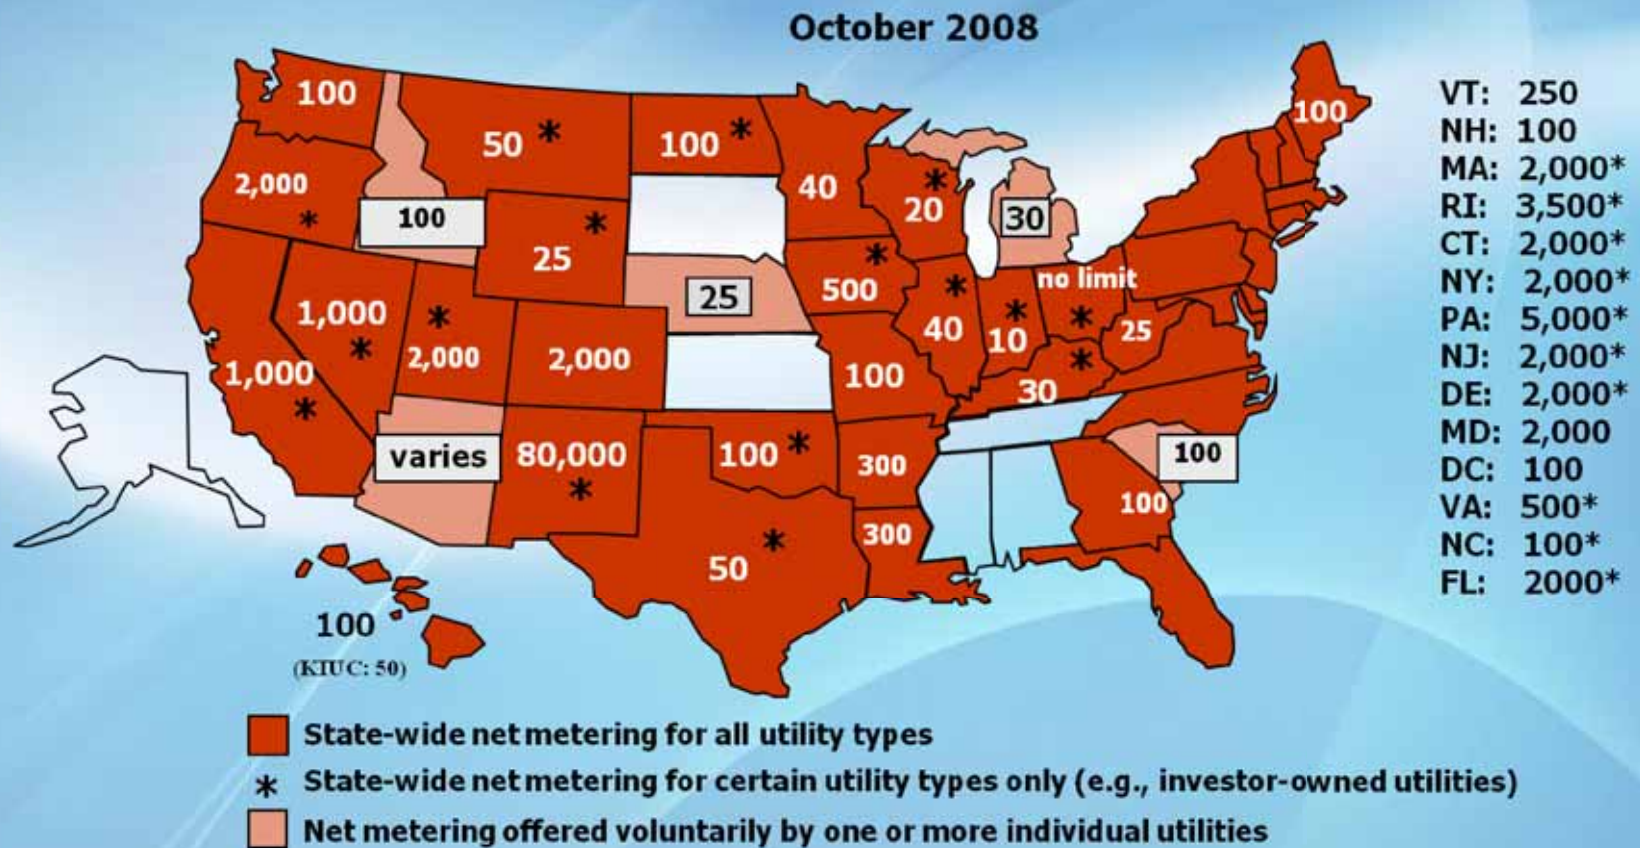 October 2008
100
50 *
100 *
40
20 *
30
100
2,000 *
100
25 *
25
500 *
40 *
10 *
no limit *
25
1,000 *
1,000 *
2,000 *
2,000
100
30 *
varies
80,000 *
100 *
300
100
100
50 *
300
100
(KIUC: 50)
VT: 250
NH: 100
MA: 2,000*
RI: 3,500*
CT: 2,000*
NY: 2,000*
PA: 5,000*
NJ: 2,000*
DE: 2,000*
MD: 2,000
DC: 100
VA: 500*
NC: 100*
FL: 2000*
State-wide net metering for all utility types
* State-wide net metering for certain utility types only (e.g., investor-owned utilities)
Net metering offered voluntarily by one or more individual utilities